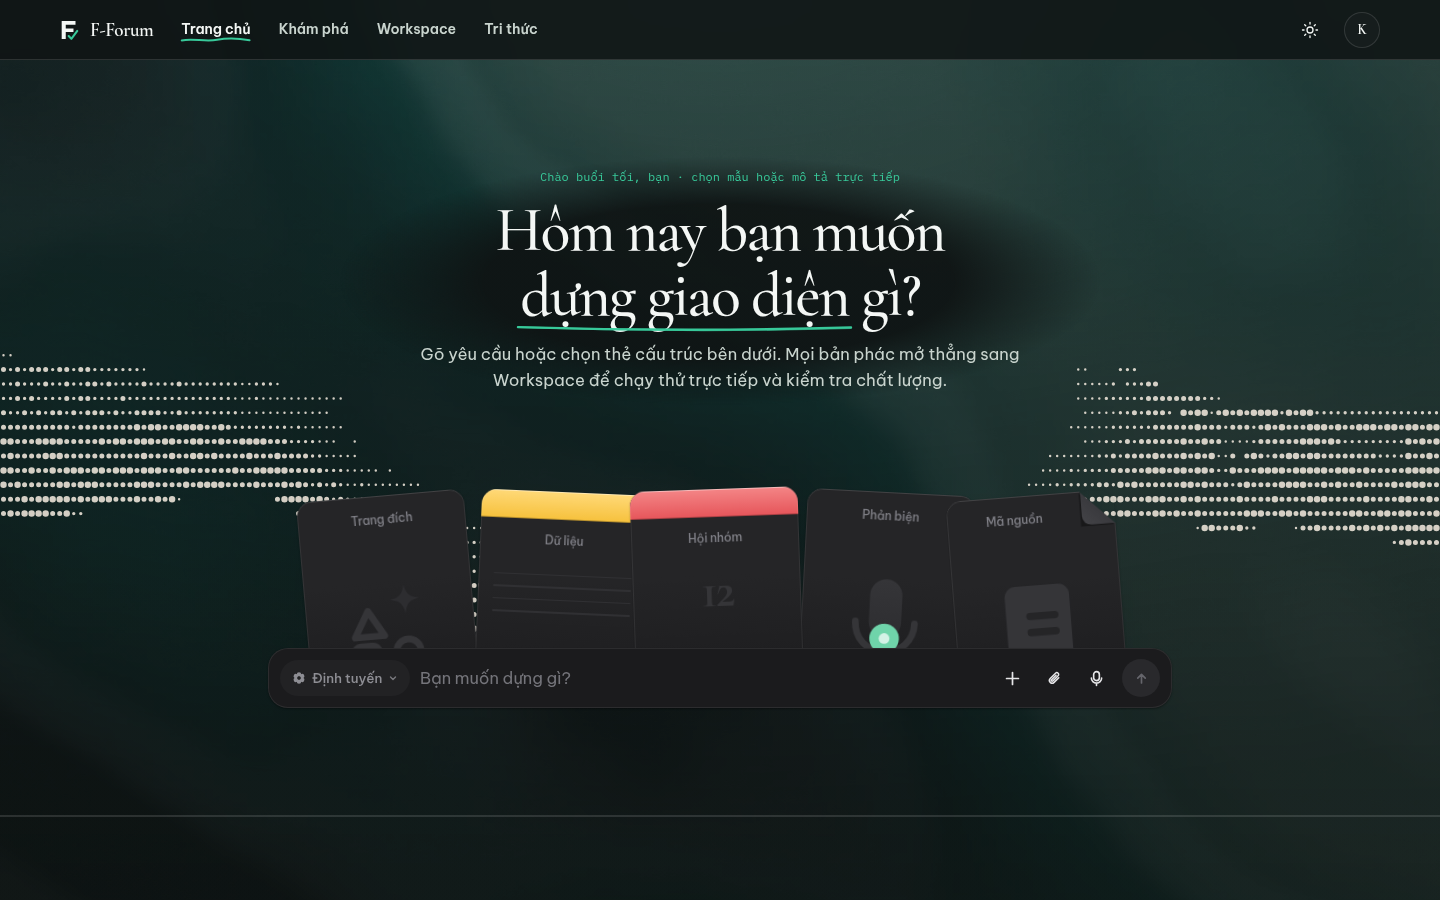 F-Forum
Trang chủ
Khám phá
Workspace
Tri thức
K
Chào buổi tối, bạn · chọn mẫu hoặc mô tả trực tiếp
Hôm nay bạn muốn
dựng giao diện gì?
Gõ yêu cầu hoặc chọn thẻ cấu trúc bên dưới. Mọi bản phác mở thẳng sang
Workspace để chạy thử trực tiếp và kiểm tra chất lượng.
Trang đích
Dữ liệu
Hội nhóm
12
Phản biện
Mã nguồn
Định tuyến
Bạn muốn dựng gì?